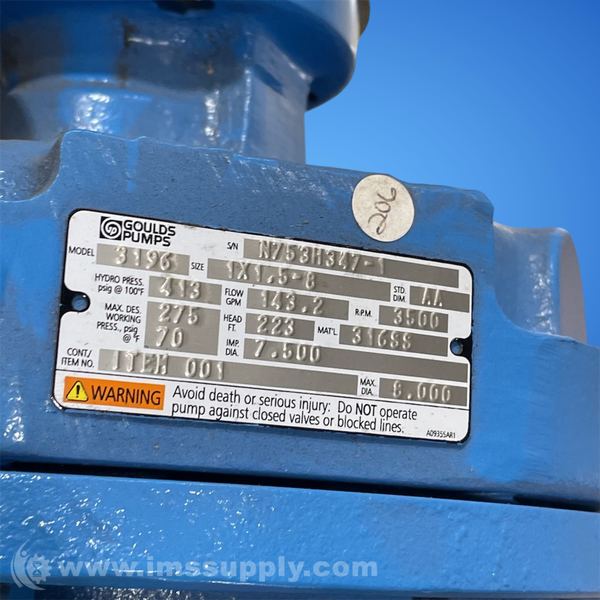 206
GOULDS
PUMPS
S/N N753H347-1
MODEL 3196 SIZE 1X1.5-8 STD. DIM. AA
HYDRO PRESS. psig @ 100°F 413 FLOW GPM 143.2 R.P.M. 3500
MAX. DES. WORKING PRESS., psig 275 HEAD FT. 223 MAT'L. 316SS
@ °F 70 IMP. DIA. 7.500
CONT./ ITEM NO. ITEM 001 MAX. DIA. 8.000
WARNING Avoid death or serious injury: Do NOT operate
pump against closed valves or blocked lines.
A09355AR1
www.imssupply.com